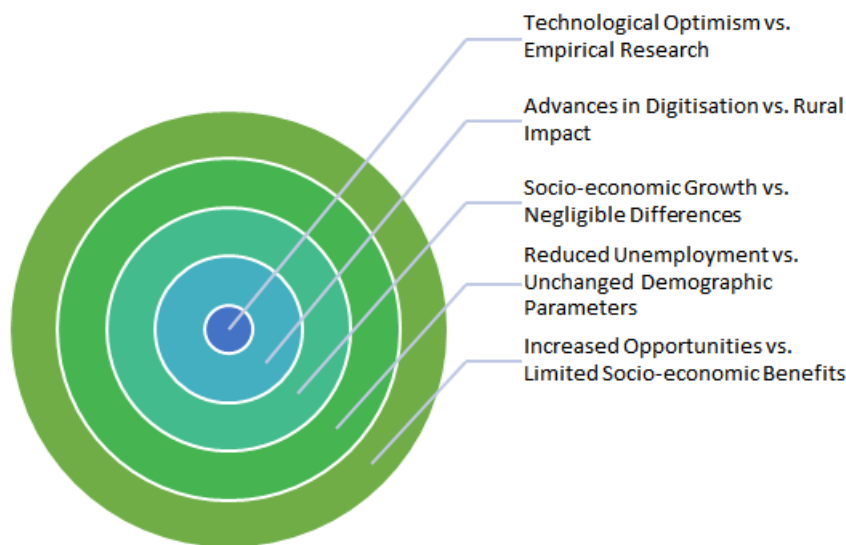 Technological Optimism vs.
Empirical Research
Advances in Digitisation vs. Rural
Impact
Socio-economic Growth vs.
Negligible Differences
Reduced Unemployment vs.
Unchanged Demographic
Parameters
Increased Opportunities vs.
Limited Socio-economic Benefits